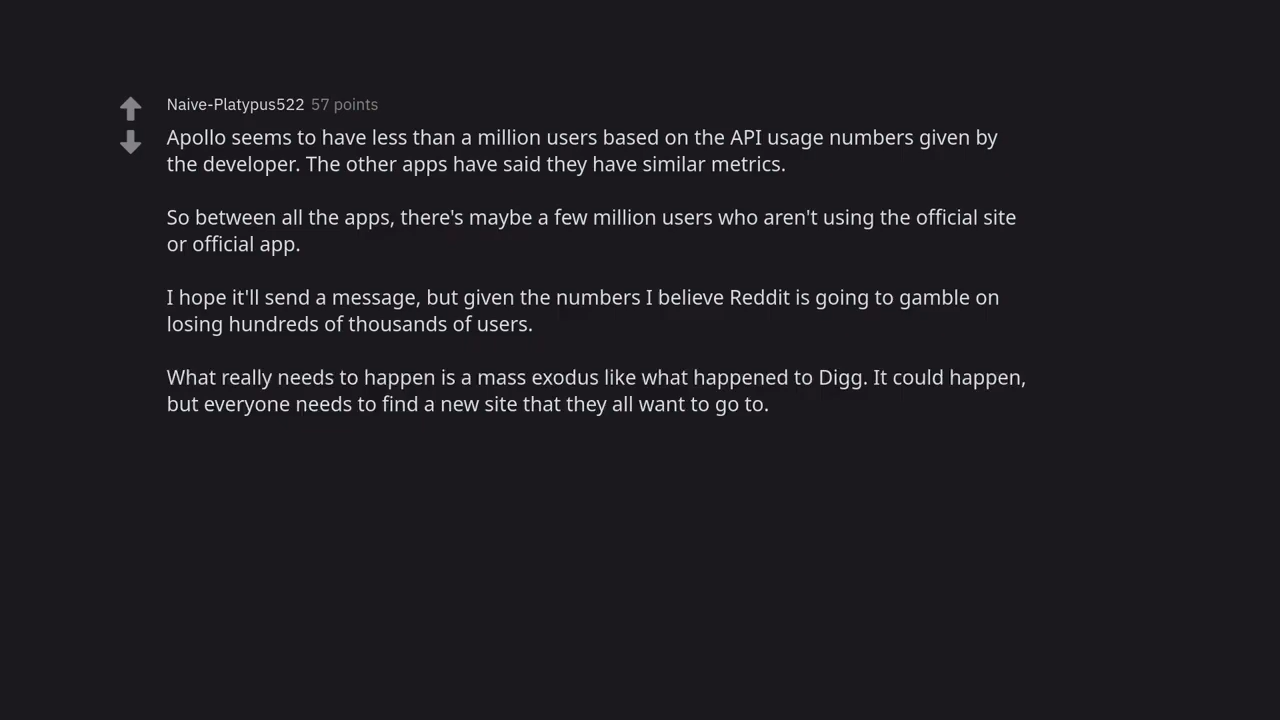 Naive-Platypus522 57 points
Apollo seems to have less than a million users based on the API usage numbers given by
the developer. The other apps have said they have similar metrics.
So between all the apps, there's maybe a few million users who aren't using the official site
or official app.
I hope it'll send a message, but given the numbers I believe Reddit is going to gamble on
losing hundreds of thousands of users.
What really needs to happen is a mass exodus like what happened to Digg. It could happen,
but everyone needs to find a new site that they all want to go to.